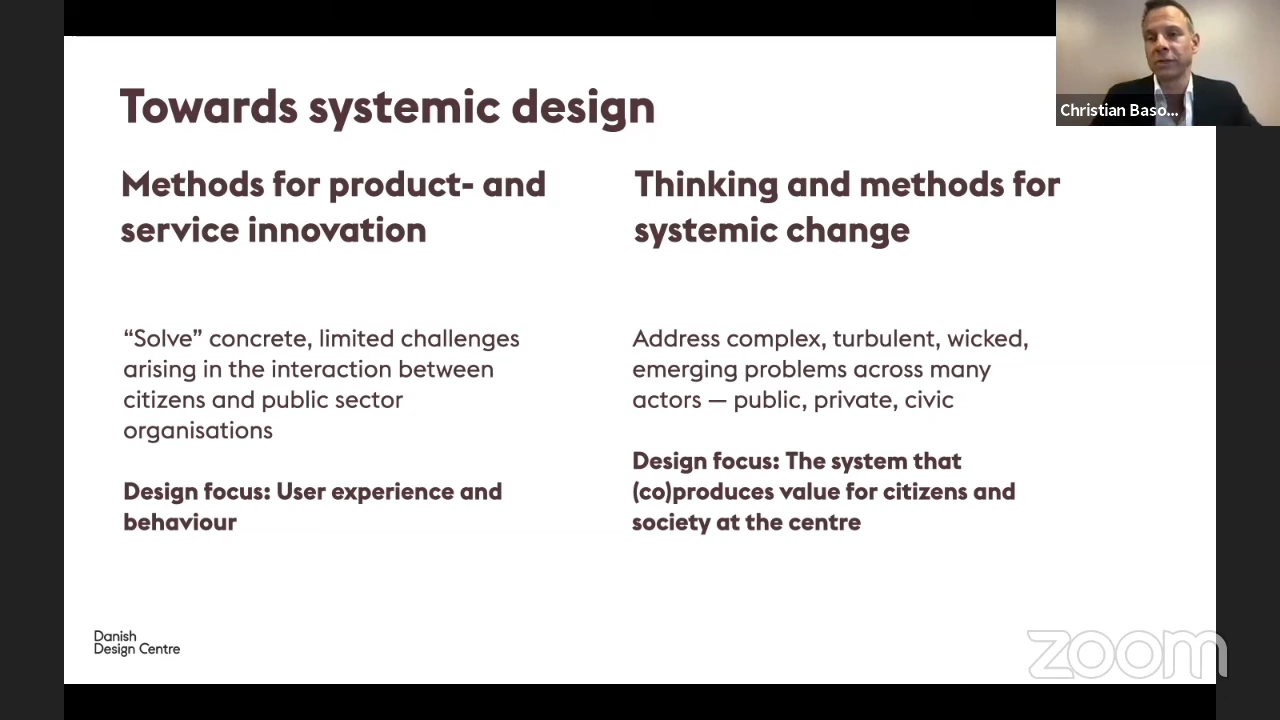 Towards systemic design
Methods for product- and
service innovation
“Solve” concrete, limited challenges
arising in the interaction between
citizens and public sector
organisations
Design focus: User experience and
behaviour
Thinking and methods for
systemic change
Address complex, turbulent, wicked,
emerging problems across many
actors — public, private, civic
Design focus: The system that
(co)produces value for citizens and
society at the centre
Danish
Design Centre
Christian Baso...
zoom